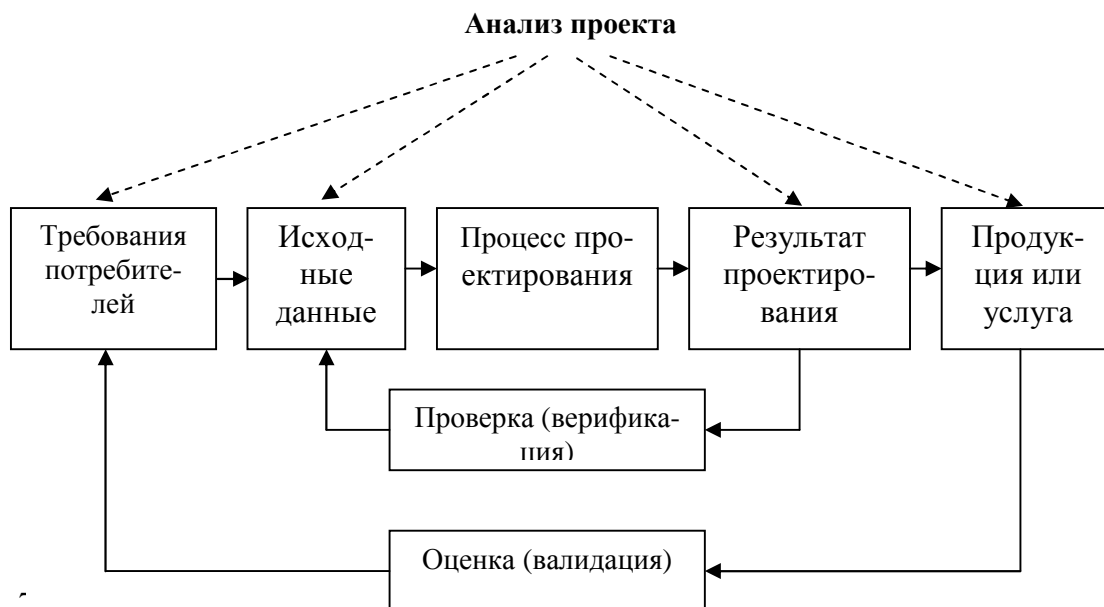 Анализ проекта
Требования
потребите-
лей
Исход-
ные
данные
Процесс про-
ектирования
Результат
проектиро-
вания
Продук-
ция или
услуга
Проверка (верифика-
ция)
Оценка (валидация)